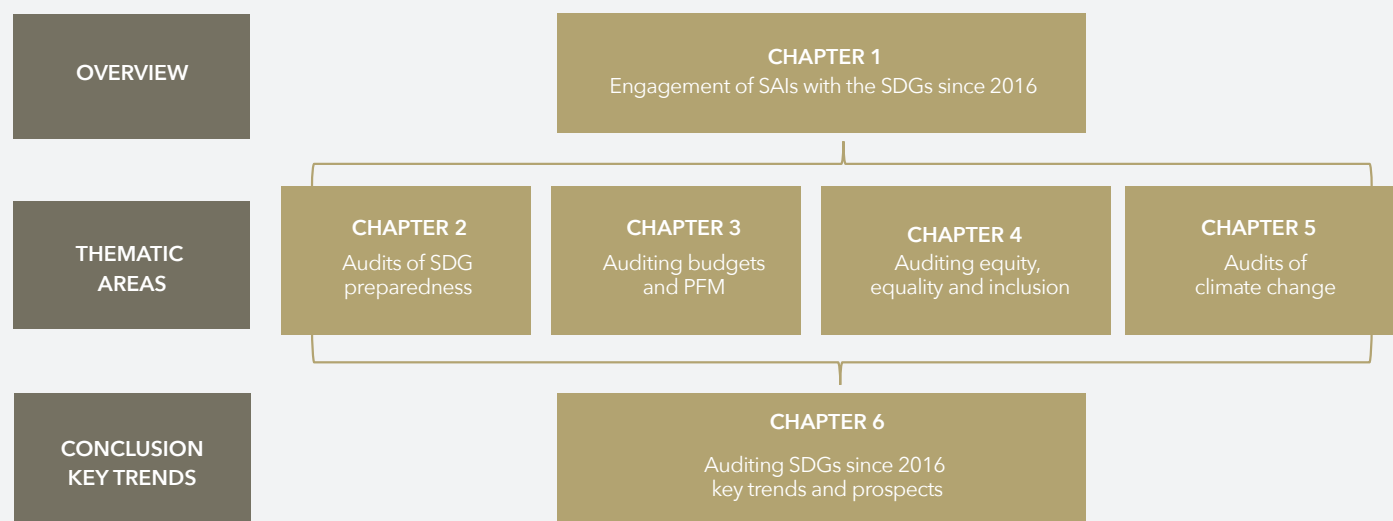 OVERVIEW
CHAPTER 1
Engagement of SAIs with the SDGs since 2016
THEMATIC
AREAS
CHAPTER 2
Audits of SDG
preparedness
CHAPTER 3
Auditing budgets
and PFM
CHAPTER 4
Auditing equity,
equality and inclusion
CHAPTER 5
Audits of
climate change
CONCLUSION
KEY TRENDS
CHAPTER 6
Auditing SDGs since 2016
key trends and prospects